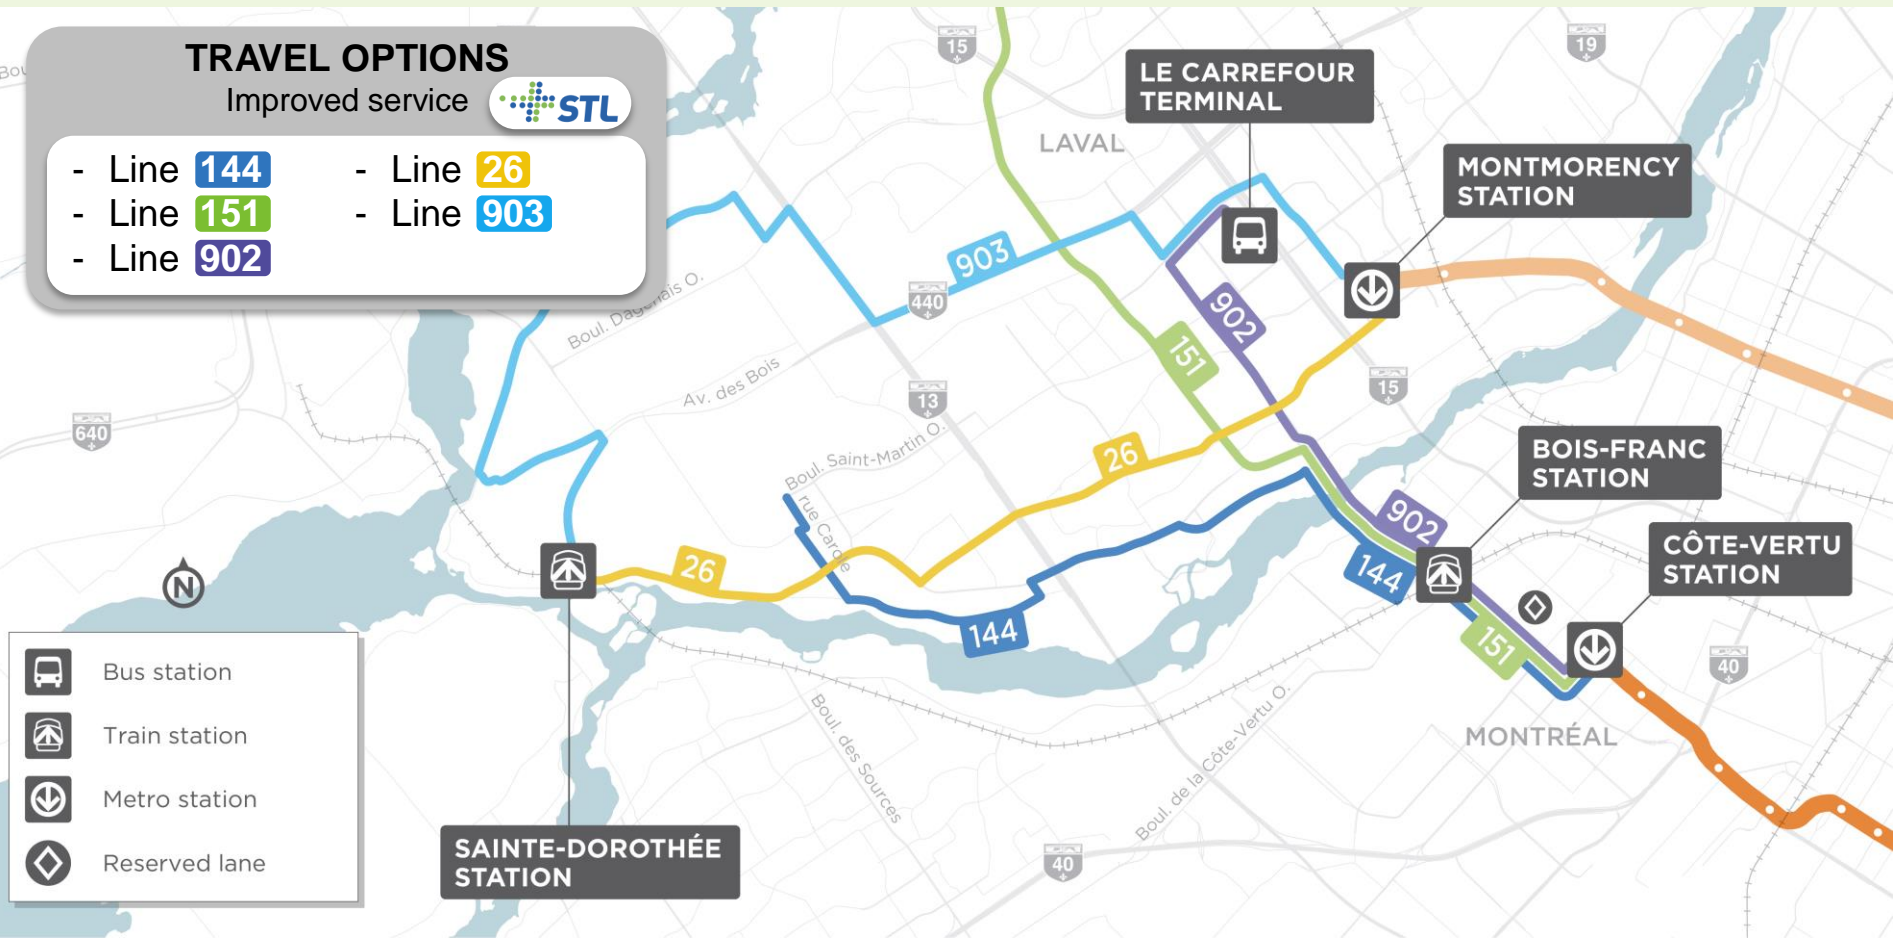 TRAVEL OPTIONS
Improved service
STL
- Line 144
- Line 151
- Line 902
- Line 26
- Line 903
15
19
LE CARREFOUR
TERMINAL
LAVAL
MONTMORENCY
STATION
903
440
Boul. Dagenais O.
902
151
15
Av. des Bois
13
640
Boul. Saint-Martin O.
26
BOIS-FRANC
STATION
rue Carole
902
CÔTE-VERTU
STATION
26
144
N
144
151
40
MONTRÉAL
Boul. des Sources
Boul. de la Côte-Vertu O.
40
SAINTE-DOROTHÉE
STATION
Bus station
Train station
Metro station
Reserved lane